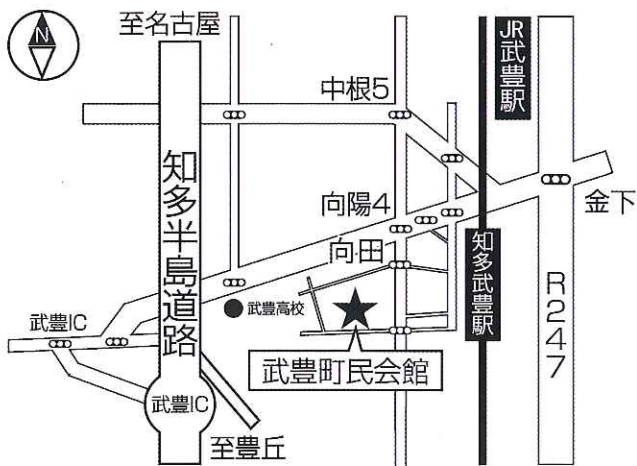 N
至名古屋
JR武豊駅
中根5
知多半島道路
向陽4
金下
向田
知多武豊駅
R247
武豊高校
武豊IC
武豊町民会館
武豊IC
至豊丘